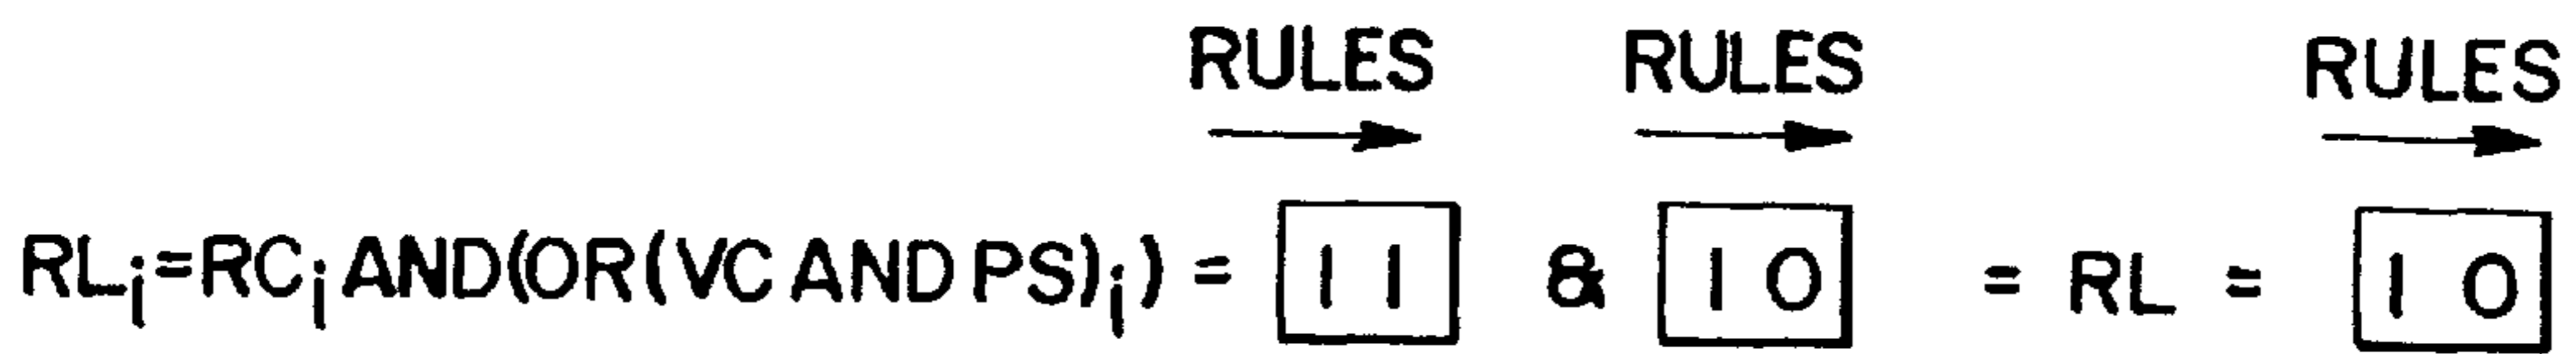 RULES RULES RULES
RLi=RCi AND(OR(VC AND PS)i) = 11 & 10 = RL = 10